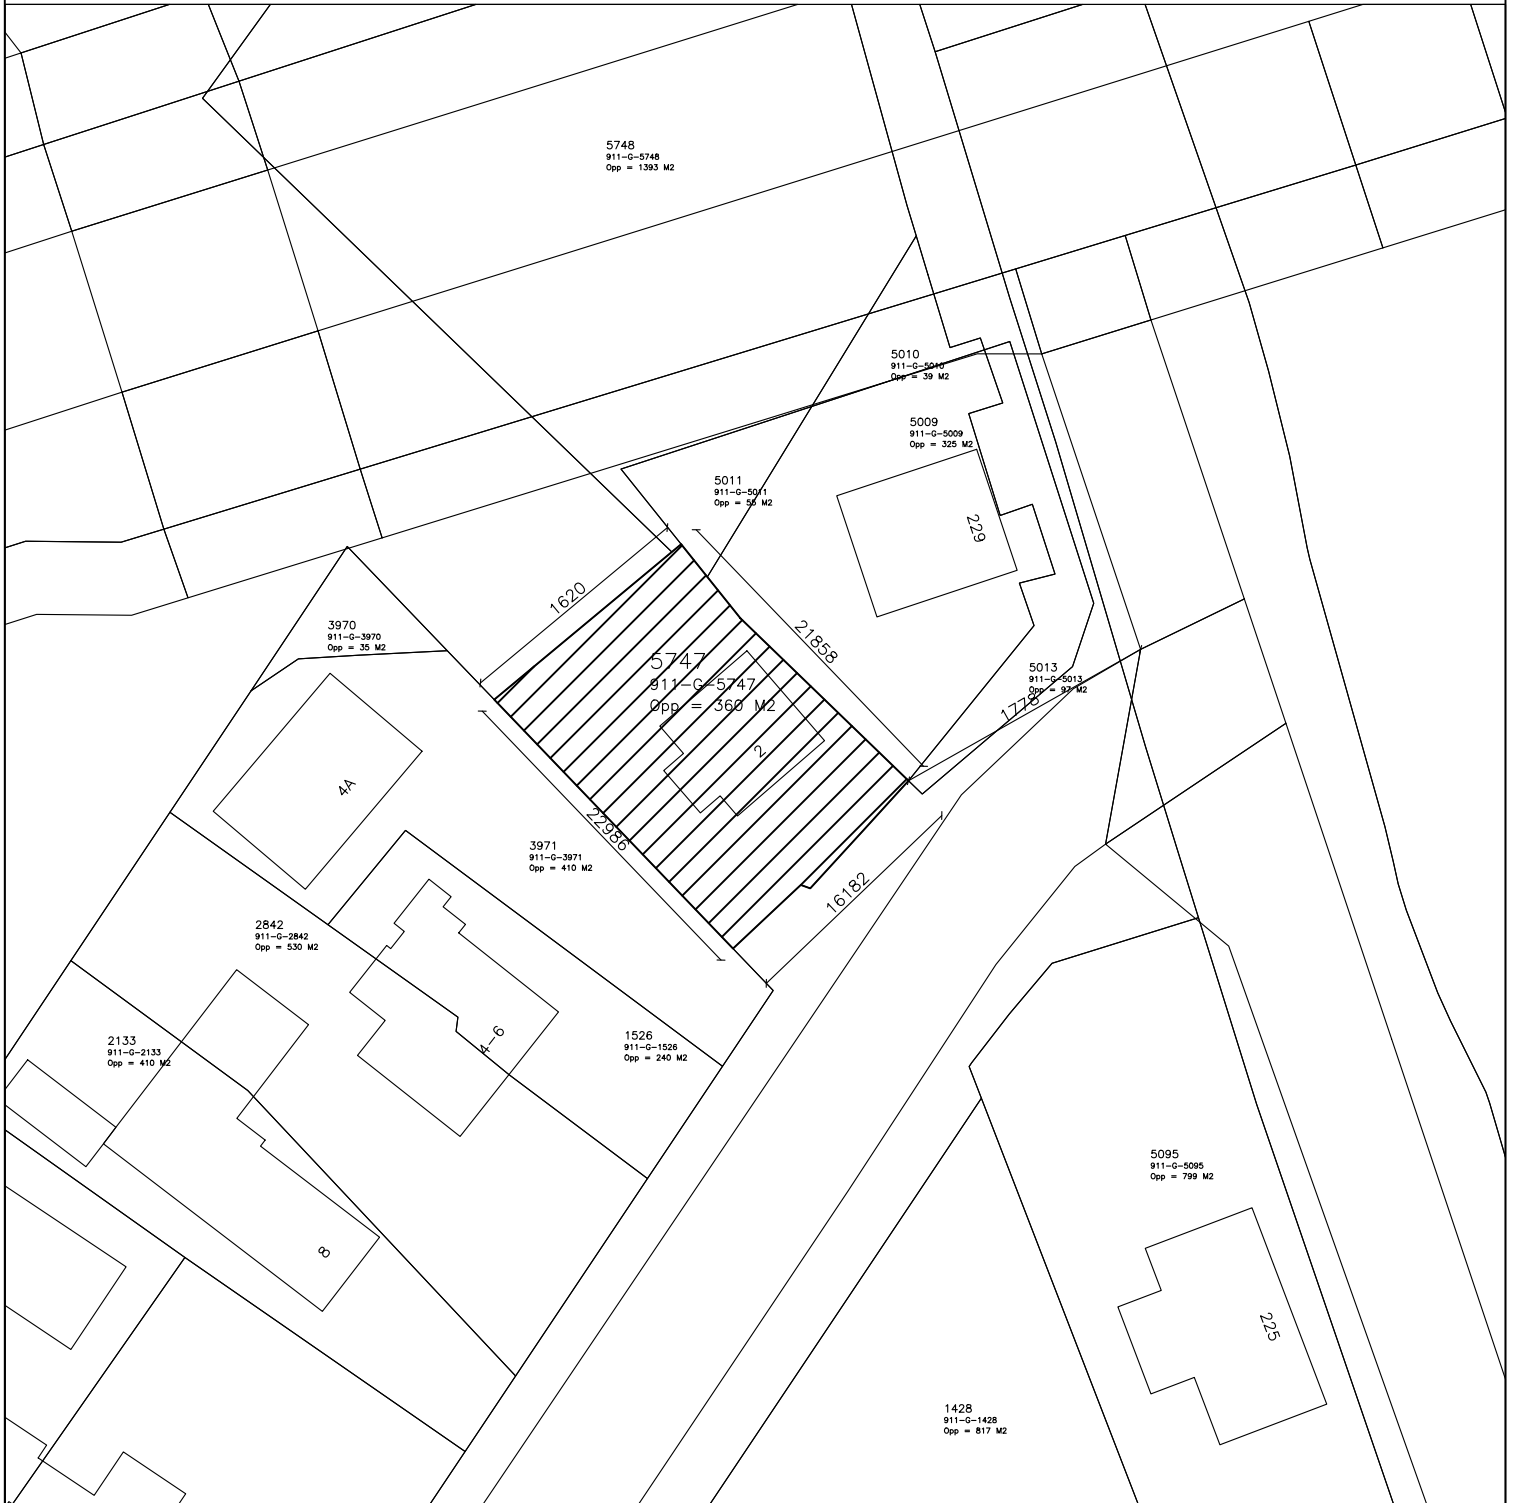 5748
911-G-5748
Opp = 1393 M2
5010
911-G-5010
Opp = 39 M2
5009
911-G-5009
Opp = 325 M2
5011
911-G-5011
Opp = 55 M2
229
1620
21858
3970
911-G-3970
Opp = 35 M2
5747
911-G-5747
Opp = 360 M2
2
5013
911-G-5013
Opp = 97 M2
1778
4A
22986
3971
911-G-3971
Opp = 410 M2
16182
2842
911-G-2842
Opp = 530 M2
4-6
2133
911-G-2133
Opp = 410 M2
1526
911-G-1526
Opp = 240 M2
5095
911-G-5095
Opp = 799 M2
8
225
1428
911-G-1428
Opp = 817 M2